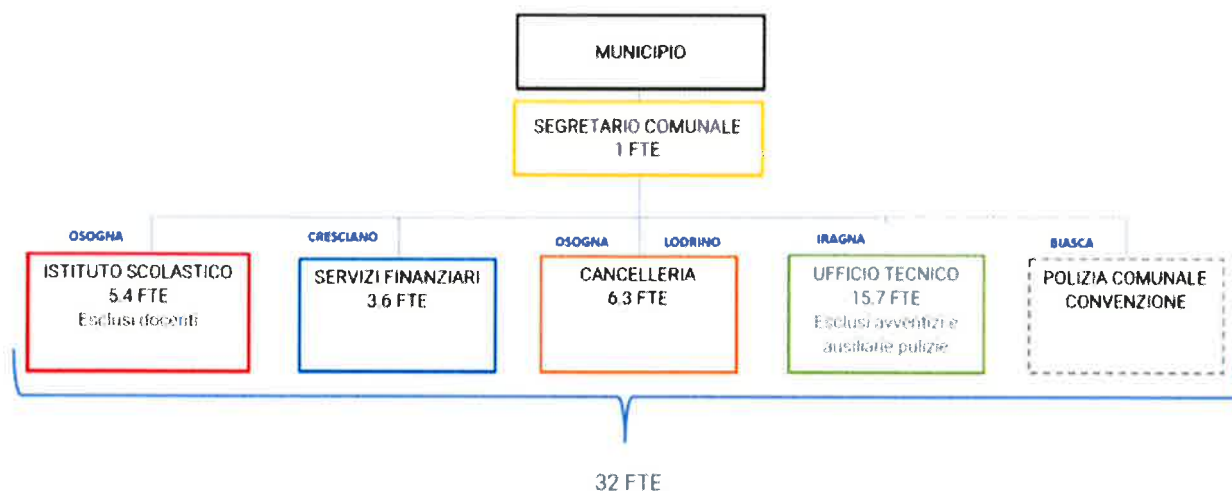 MUNICIPIO
SEGRETARIO COMUNALE
1 FTE
OSOGNA
ISTITUTO SCOLASTICO
5.4 FTE
Esclusi docenti
CRESCIANO
SERVIZI FINANZIARI
3.6 FTE
OSOGNA LODRINO
CANCELLERIA
6.3 FTE
IRAGNA
UFFICIO TECNICO
15.7 FTE
Esclusi avventizi e
ausiliarie pulizie
BIASCA
POLIZIA COMUNALE
CONVENZIONE
32 FTE